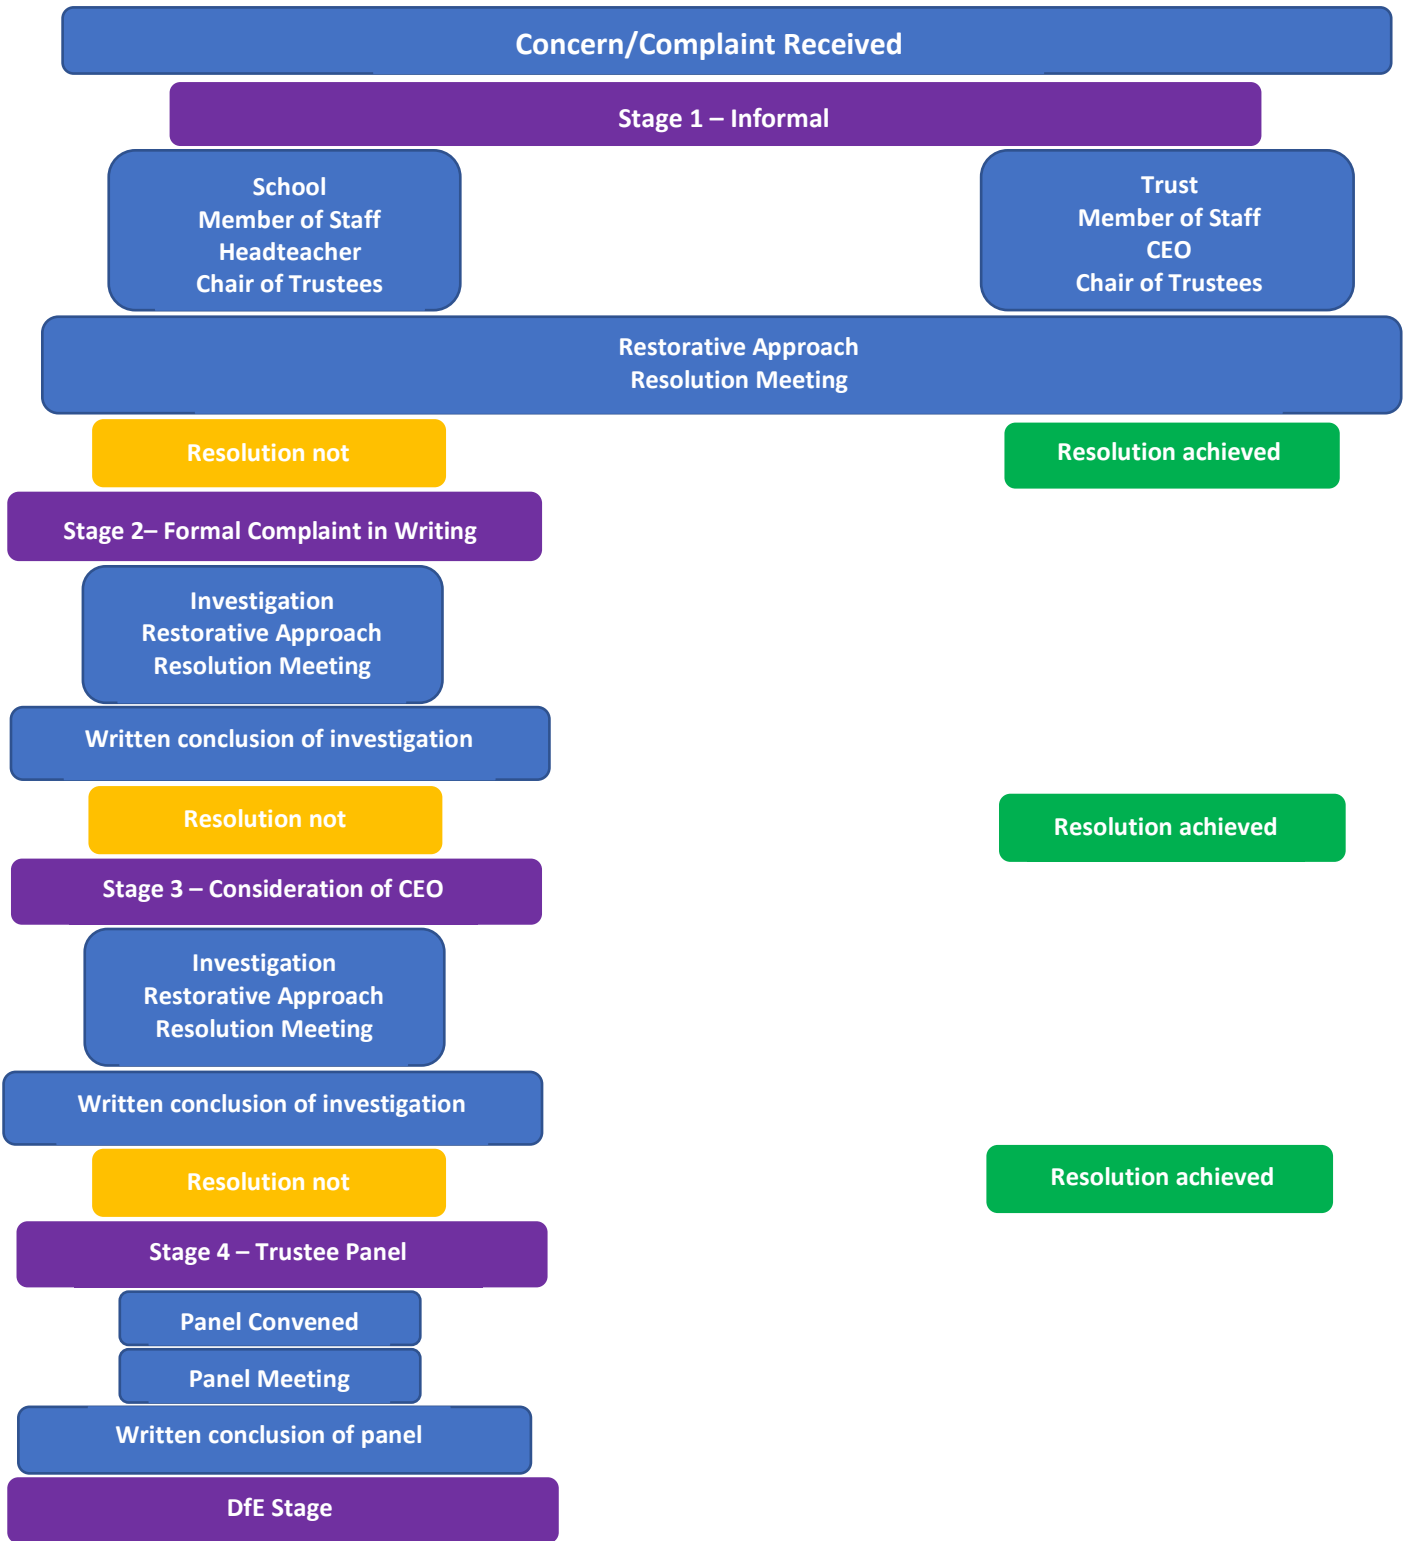 Concern/Complaint Received
Stage 1 – Informal
School
Member of Staff
Headteacher
Chair of Trustees
Trust
Member of Staff
CEO
Chair of Trustees
Restorative Approach
Resolution Meeting
Resolution not
Resolution achieved
Stage 2– Formal Complaint in Writing
Investigation
Restorative Approach
Resolution Meeting
Written conclusion of investigation
Resolution not
Resolution achieved
Stage 3 – Consideration of CEO
Investigation
Restorative Approach
Resolution Meeting
Written conclusion of investigation
Resolution not
Resolution achieved
Stage 4 – Trustee Panel
Panel Convened
Panel Meeting
Written conclusion of panel
DfE Stage